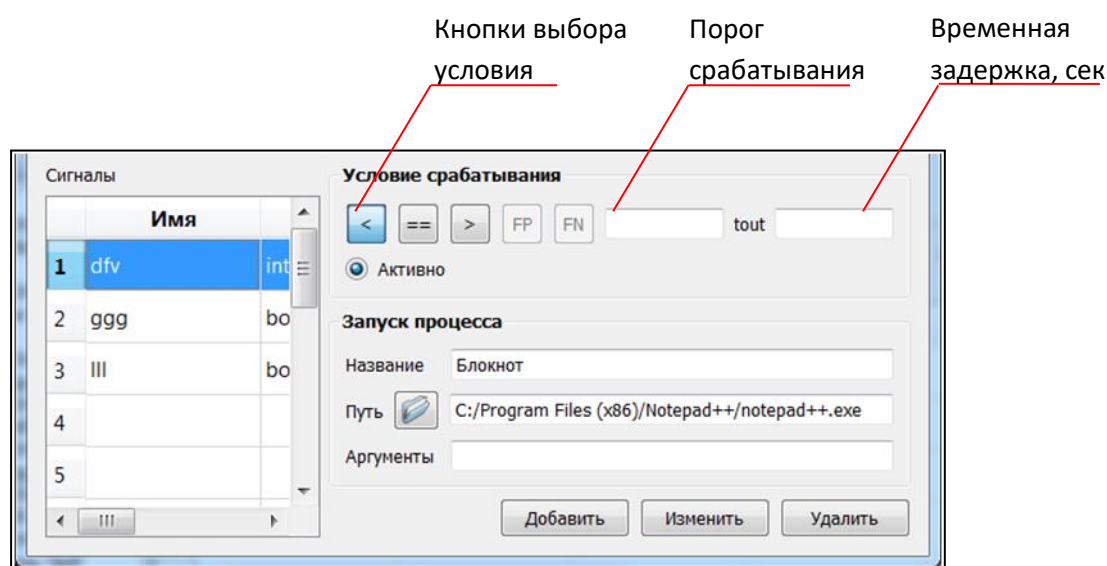 Кнопки выбора
условия
Порог
срабатывания
Временная
задержка, сек
Сигналы
Имя
1 dfv int
2 ggg bo
3 lll bo
4
5
Условие срабатывания
< == > FP FN tout
Активно
Запуск процесса
Название Блокнот
Путь C:/Program Files (x86)/Notepad++/notepad++.exe
Аргументы
Добавить Изменить Удалить